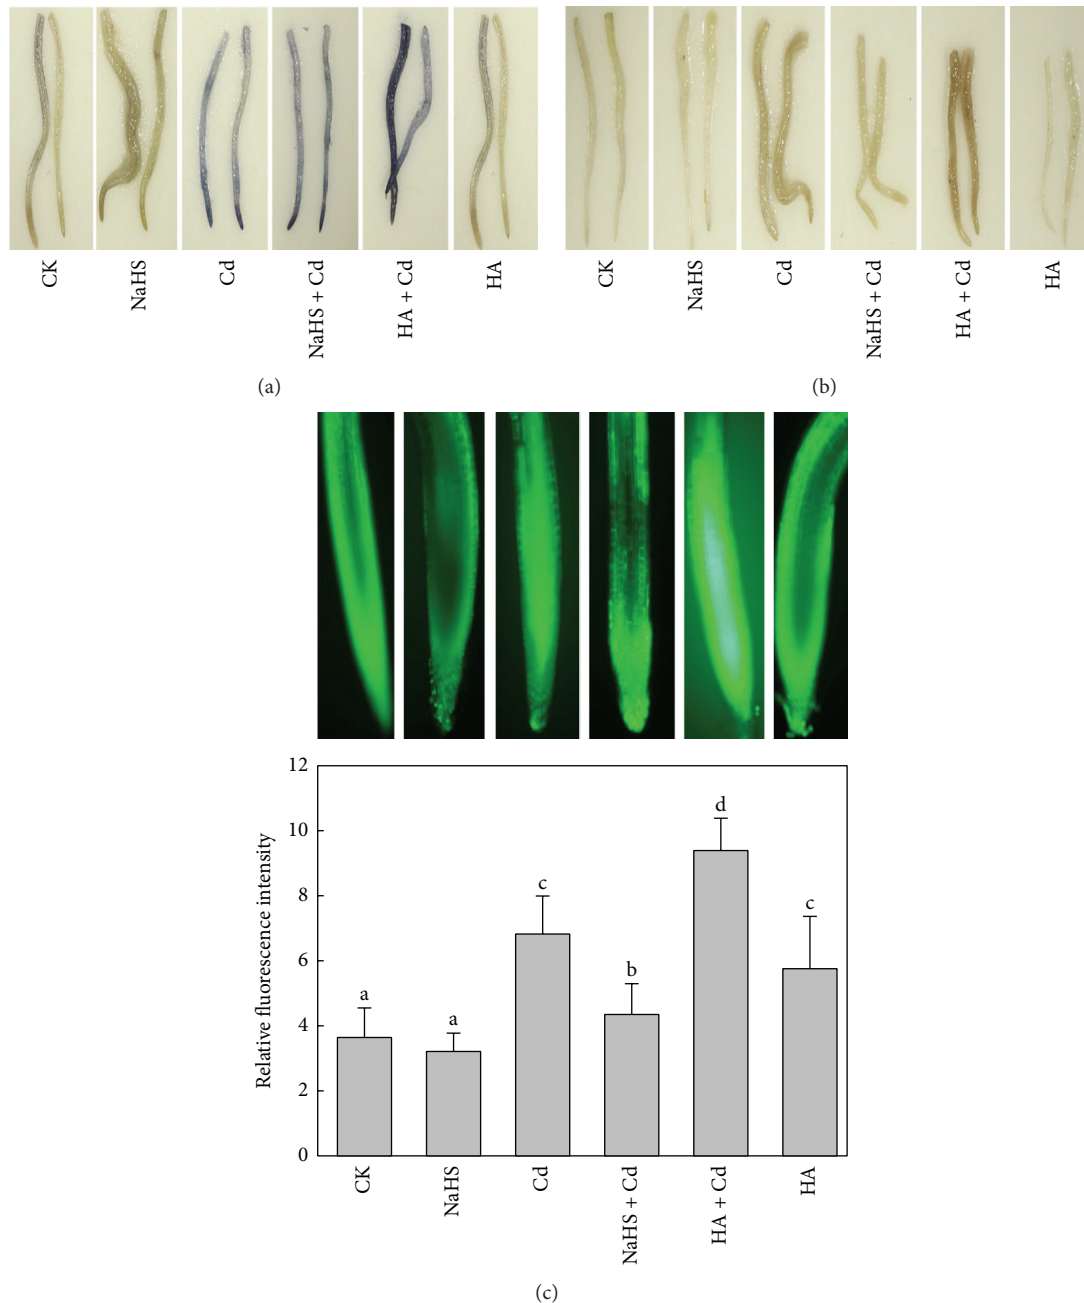 CK
NaHS
Cd
NaHS + Cd
HA + Cd
HA
(a)
CK
NaHS
Cd
NaHS + Cd
HA + Cd
HA
(b)
12
10
8
6
4
2
0
Relative fluorescence intensity
a
a
c
b
d
c
CK
NaHS
Cd
NaHS + Cd
HA + Cd
HA
(c)